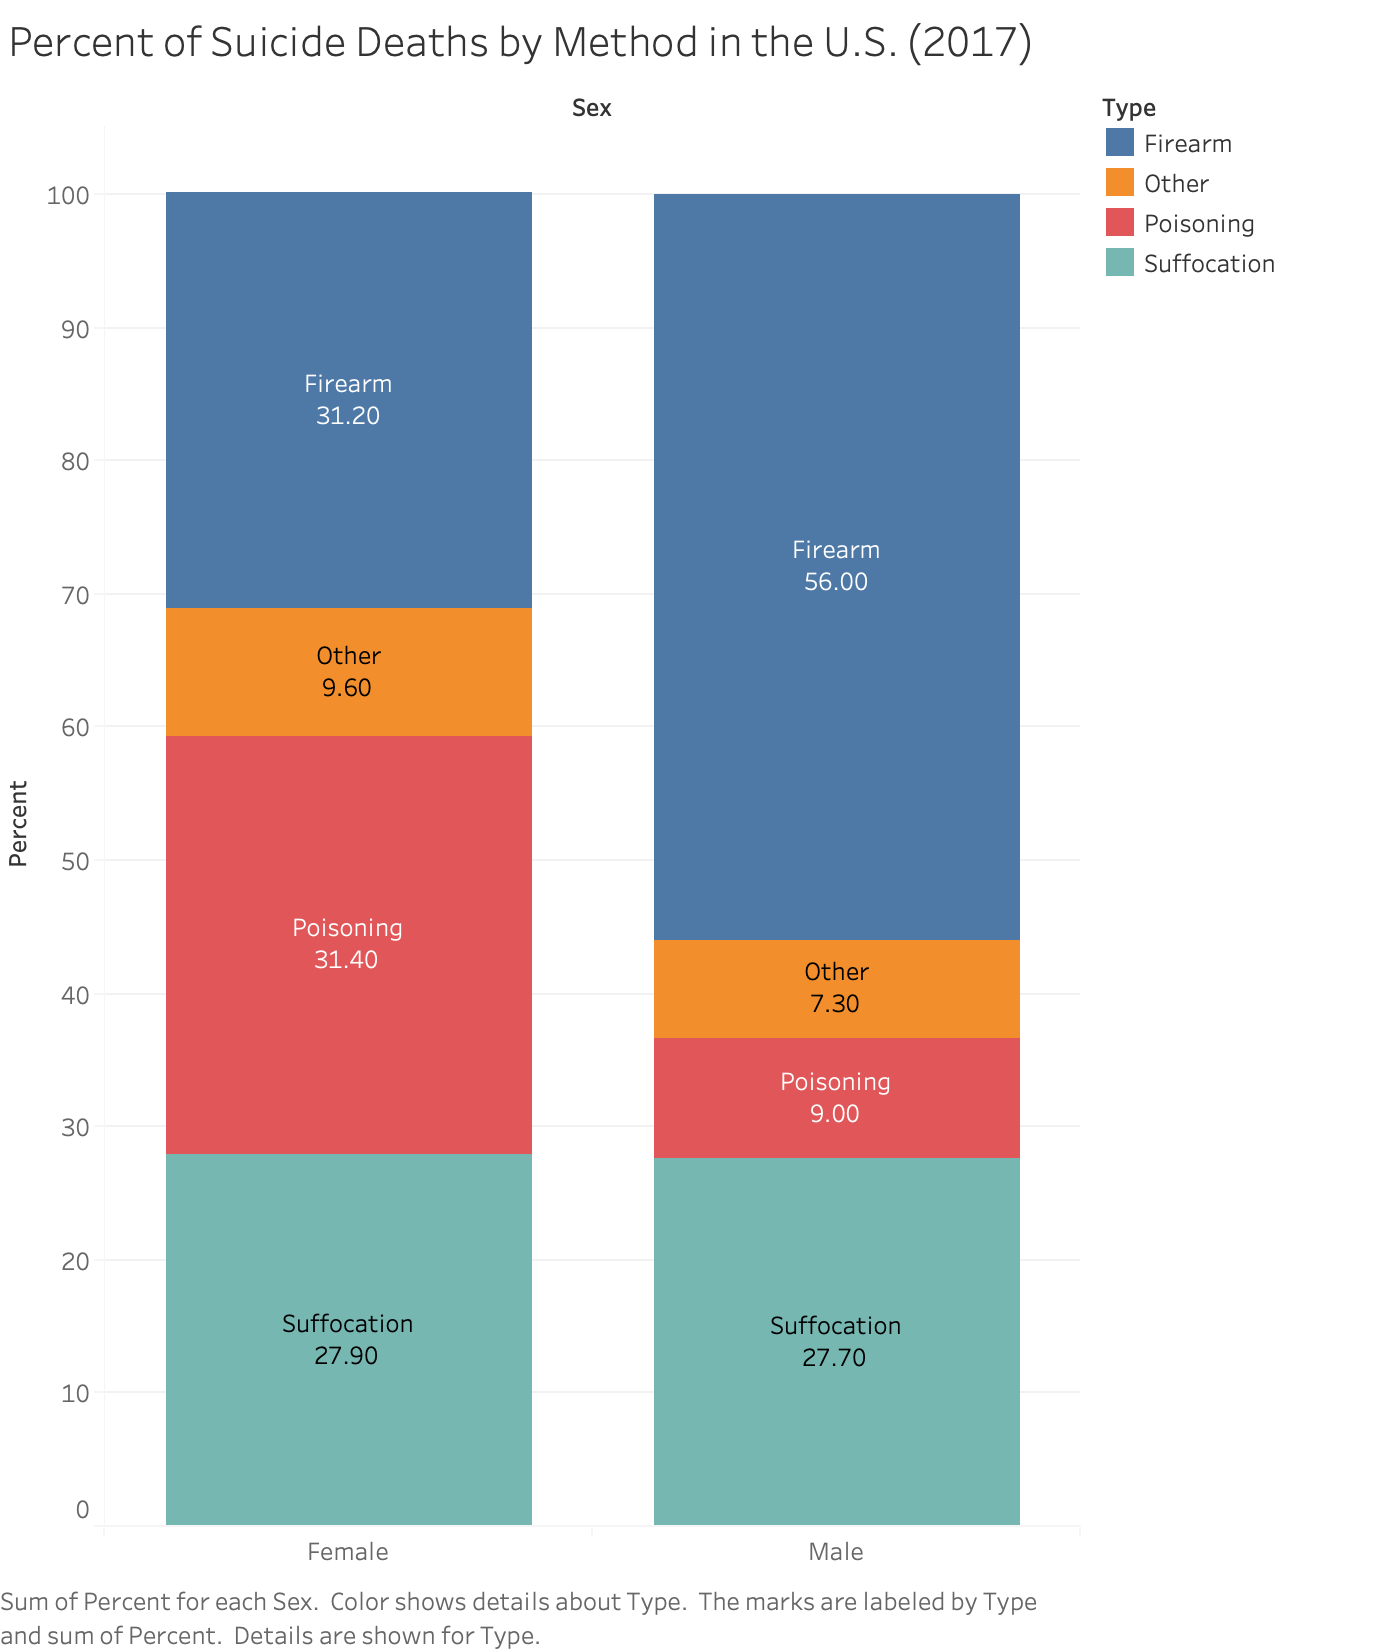 Percent of Suicide Deaths by Method in the U.S. (2017)
Sex
Type
Firearm
Other
Poisoning
Suffocation
Percent
100
90
80
70
60
50
40
30
20
10
0
Firearm
31.20
Other
9.60
Poisoning
31.40
Suffocation
27.90
Firearm
56.00
Other
7.30
Poisoning
9.00
Suffocation
27.70
Female
Male
Sum of Percent for each Sex.  Color shows details about Type.  The marks are labeled by Type
and sum of Percent.  Details are shown for Type.